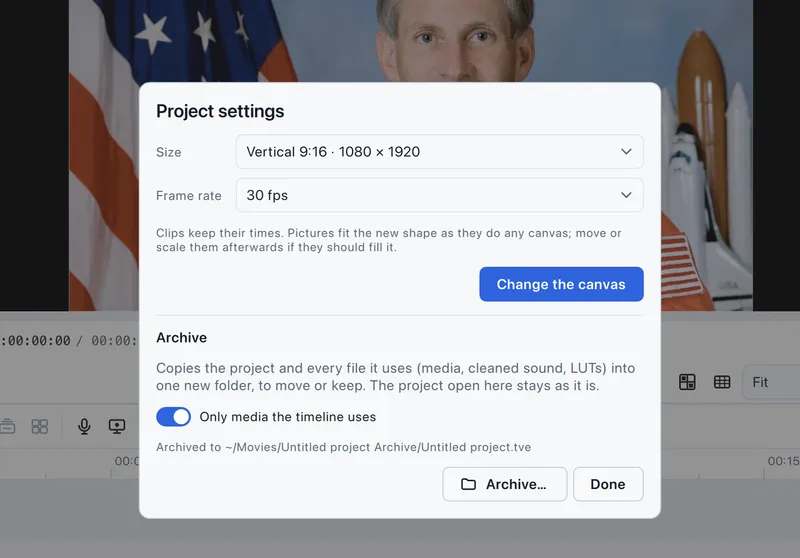 Project settings
Size
Vertical 9:16 · 1080 × 1920
Frame rate
30 fps
Clips keep their times. Pictures fit the new shape as they do any canvas; move or
scale them afterwards if they should fill it.
Change the canvas
:00:00:00 / 00:00:
Archive
Copies the project and every file it uses (media, cleaned sound, LUTs) into
one new folder, to move or keep. The project open here stays as it is.
Fit
Only media the timeline uses
Archived to ~/Movies/Untitled project Archive/Untitled project.tve
00:0
00:15
Archive…
Done